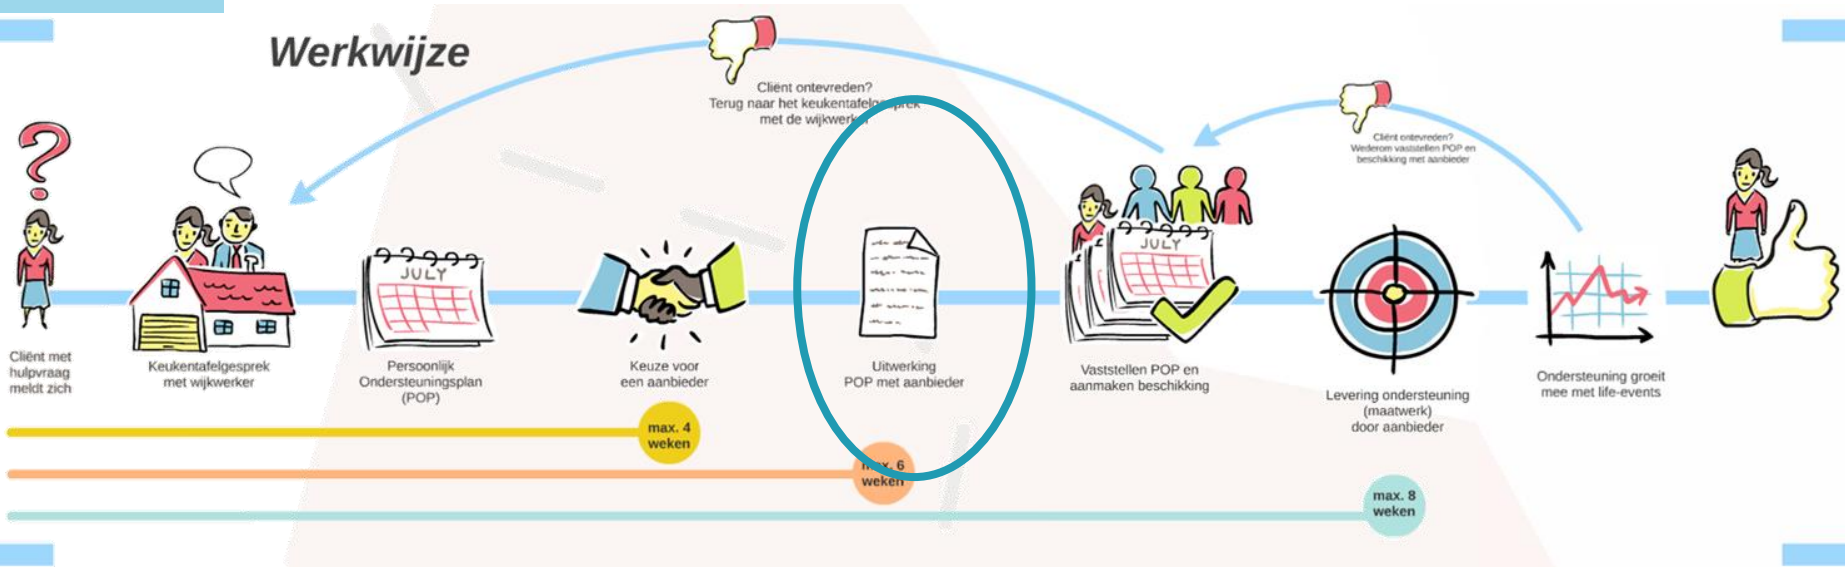 Werkwijze
Cliënt ontevreden?
Terug naar het keukentafelgesprek
met de wijkwerker
Cliënt ontevreden?
Wederom vaststellen POP en
beschikking met aanbieder
JULY
JULY
Cliënt met
hulpvraag
meldt zich
Keukentafelgesprek
met wijkwerker
Persoonlijk
Ondersteuningsplan
(POP)
Keuze voor
een aanbieder
Uitwerking
POP met aanbieder
Vaststellen POP en
aanmaken beschikking
Levering ondersteuning
(maatwerk)
door aanbieder
Ondersteuning groeit
mee met life-events
max. 4
weken
max. 6
weken
max. 8
weken